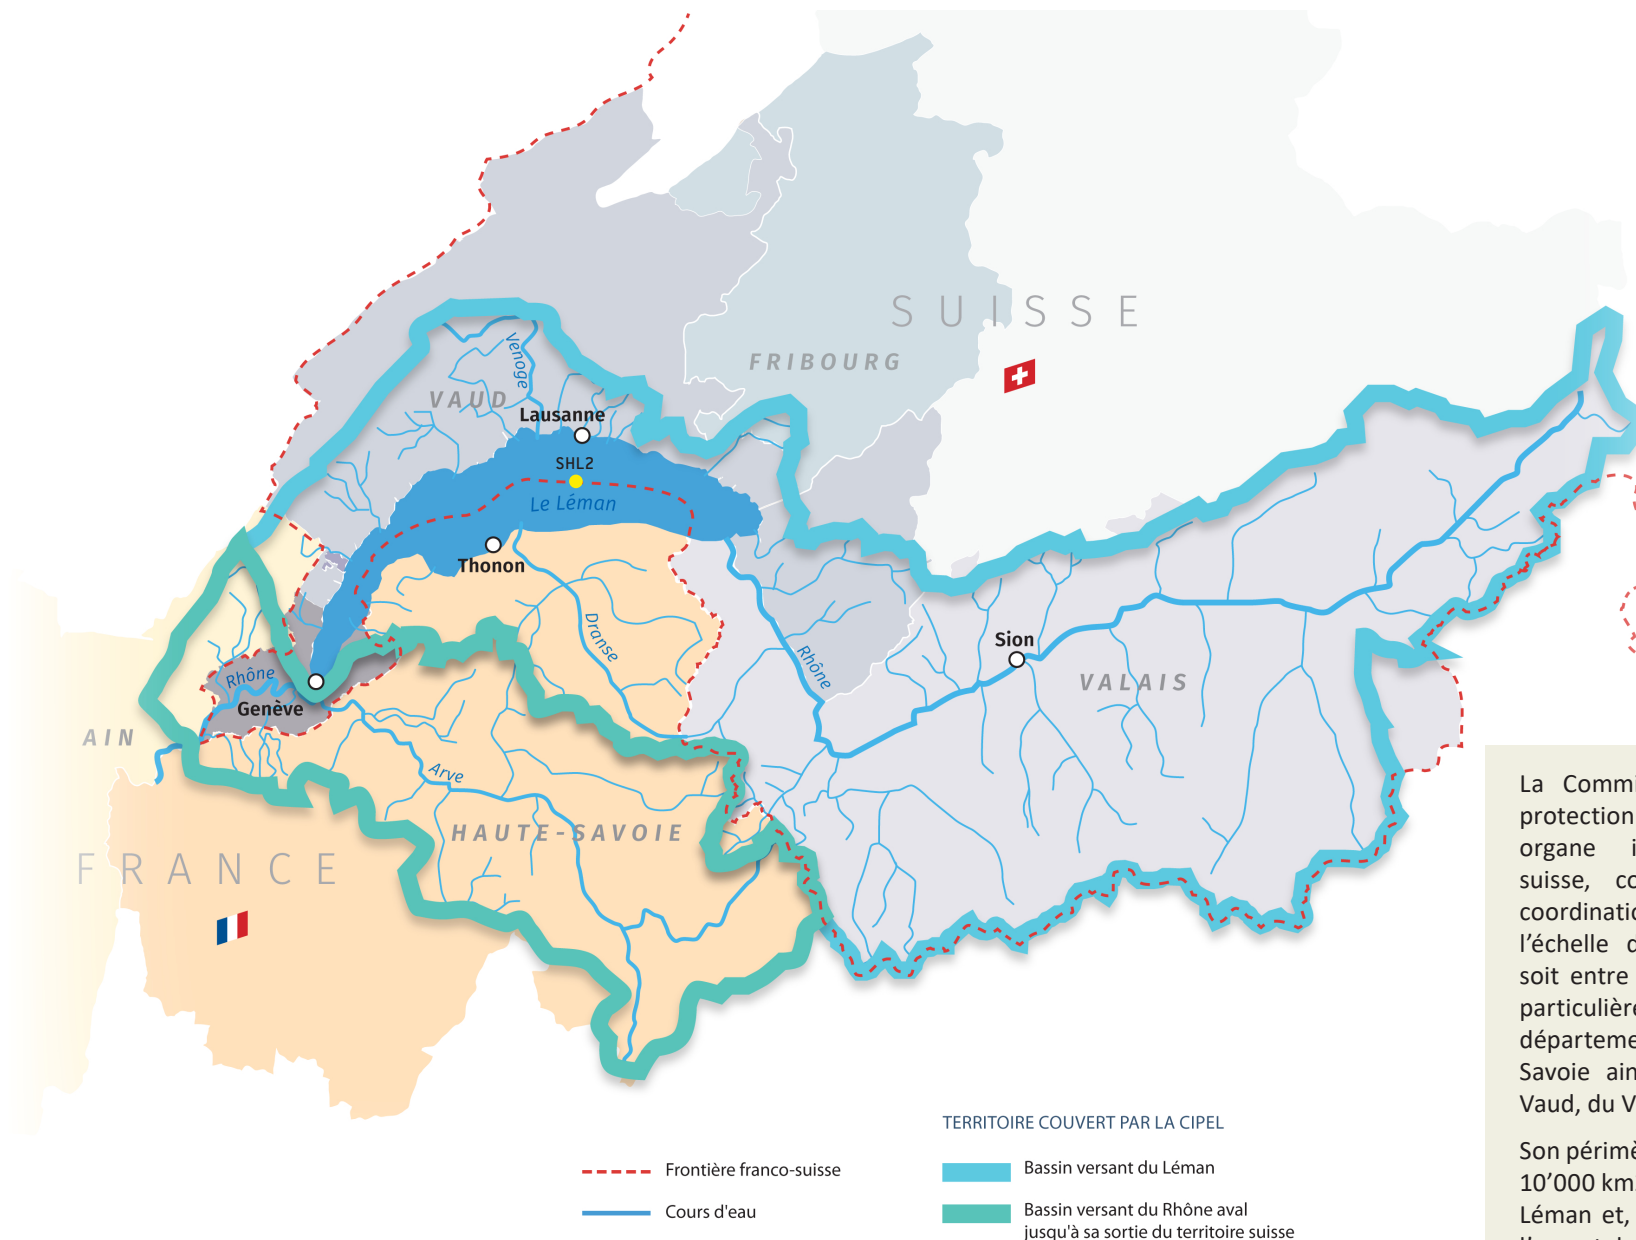 SUISSE
FRIBOURG
Venoge
VAUD
Lausanne
SHL2
Le Léman
Thonon
Dranse
Rhône
Sion
VALAIS
Rhône
Genève
AIN
Arve
HAUTE-SAVOIE
FRANCE
TERRITOIRE COUVERT PAR LA CIPEL
Frontière franco-suisse
Cours d'eau
Bassin versant du Léman
Bassin versant du Rhône aval
jusqu'à sa sortie du territoire suisse
La Commi
protection
organe i
suisse, co
coordinatio
l’échelle d
soit entre
particulière
départeme
Savoie ain
Vaud, du V
Son périmè
10’000 km
Léman et,